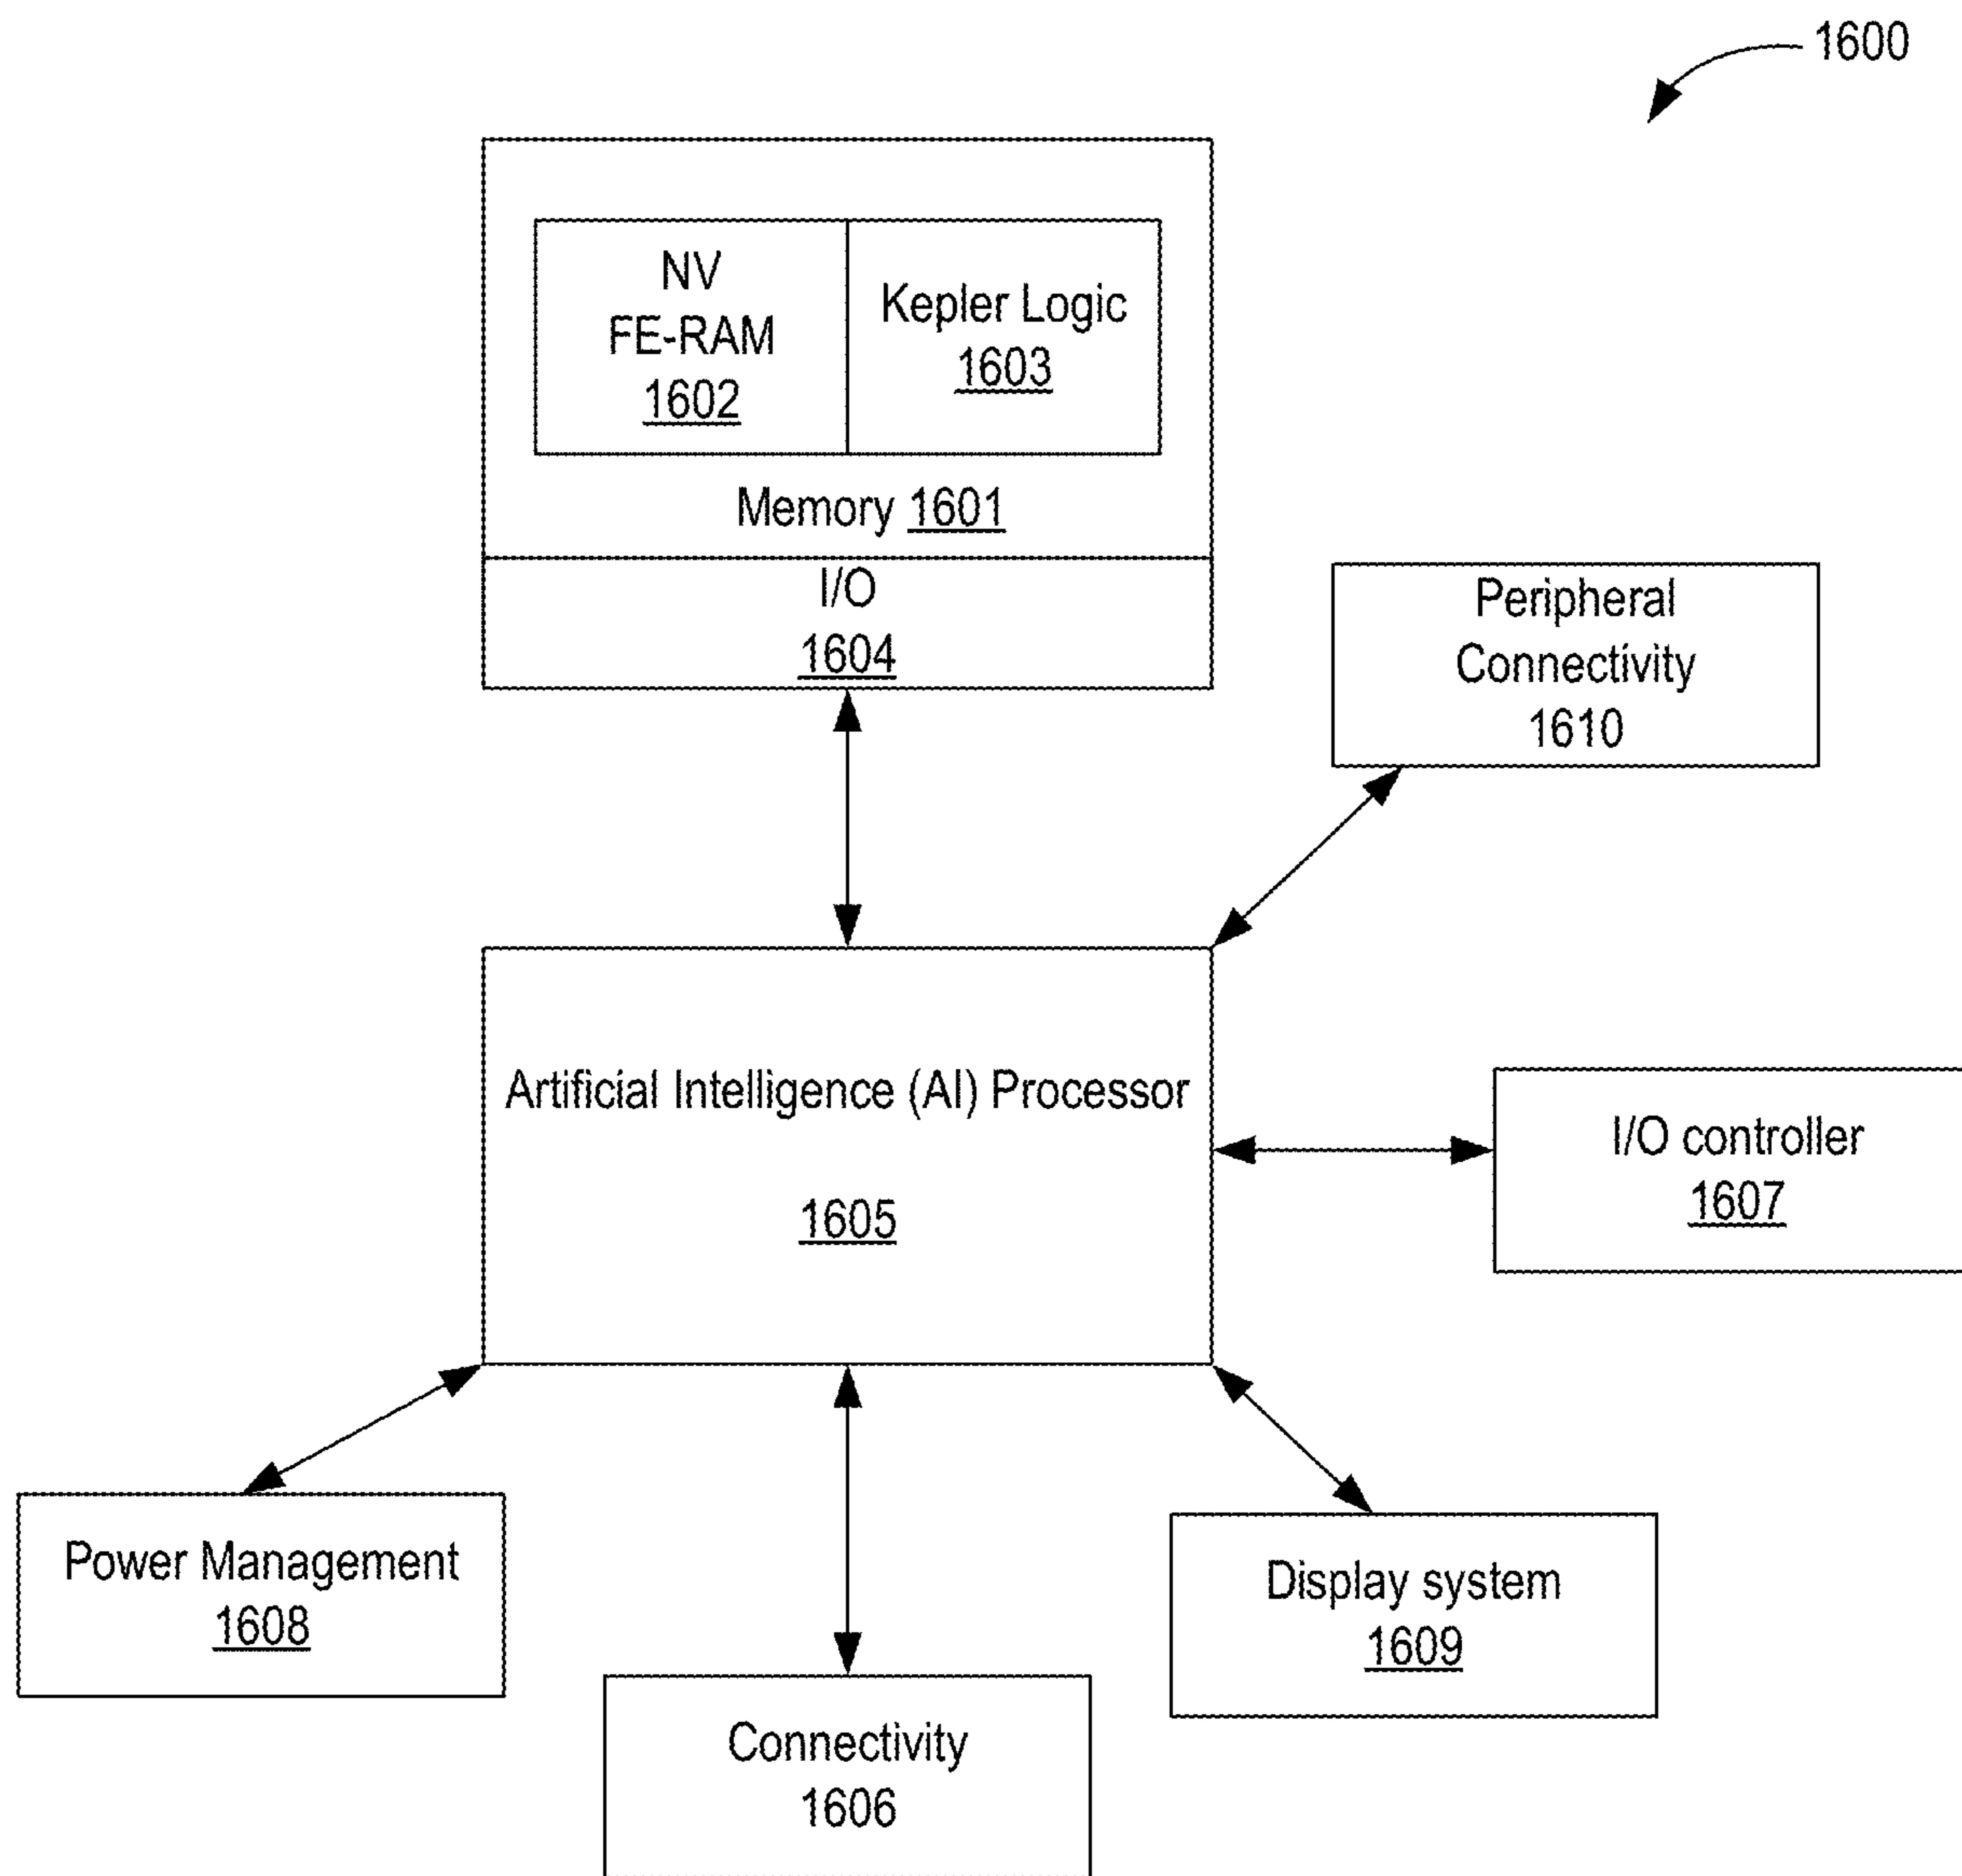 1600
NV
FE-RAM
1602
Kepler Logic
1603
Memory 1601
I/O
1604
Peripheral
Connectivity
1610
Artificial Intelligence (AI) Processor
1605
I/O controller
1607
Power Management
1608
Display system
1609
Connectivity
1606